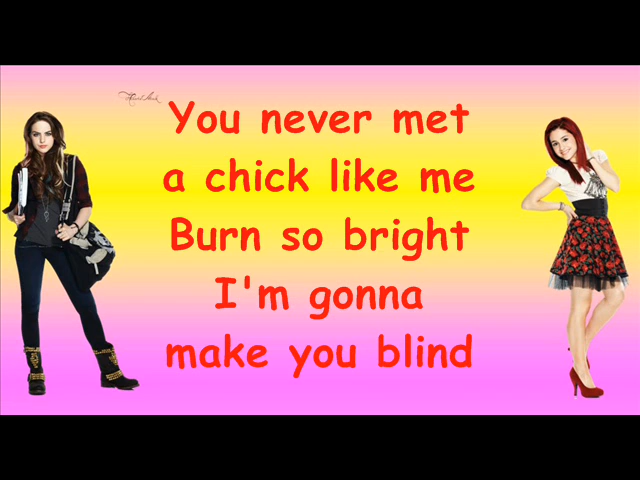 You never met
a chick like me
Burn so bright
I'm gonna
make you blind